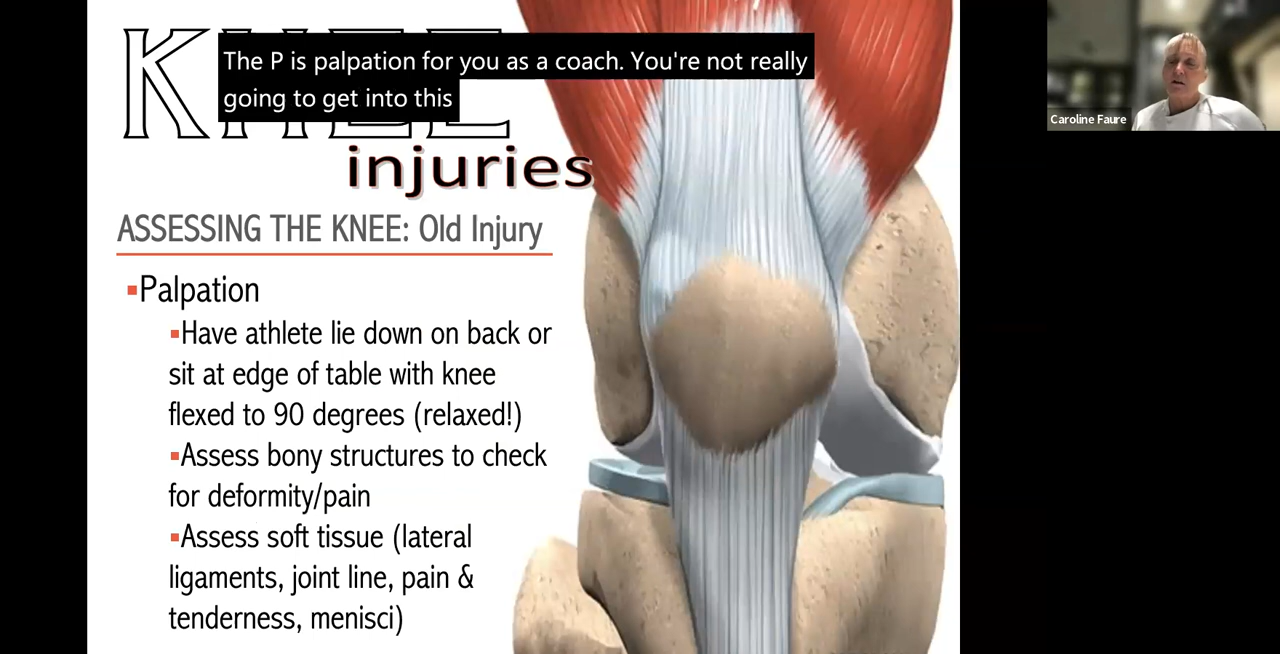 KNEE
The P is palpation for you as a coach. You're not really
going to get into this
injuries
ASSESSING THE KNEE: Old Injury
▪Palpation
▪Have athlete lie down on back or
sit at edge of table with knee
flexed to 90 degrees (relaxed!)
▪Assess bony structures to check
for deformity/pain
▪Assess soft tissue (lateral
ligaments, joint line, pain &
tenderness, menisci)
Caroline Faure